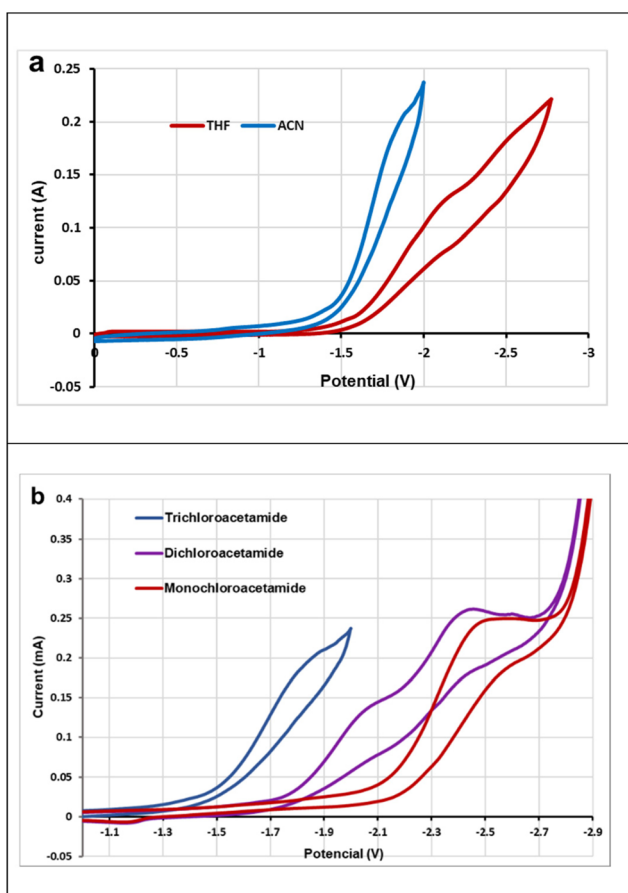 a
0.25
0.2
0.15
0.1
0.05
0
-0.05
current (A)
THF ACN
0 -0.5 -1 -1.5 -2 -2.5 -3
Potential (V)
b
0.4
0.35
0.3
0.25
0.2
0.15
0.1
0.05
0
0.05
Current (mA)
Trichloroacetamide
Dichloroacetamide
Monochloroacetamide
-1.1 -1.3 -1.5 -1.7 -1.9 -2.1 -2.3 -2.5 -2.7 -2.9
Potencial (V)